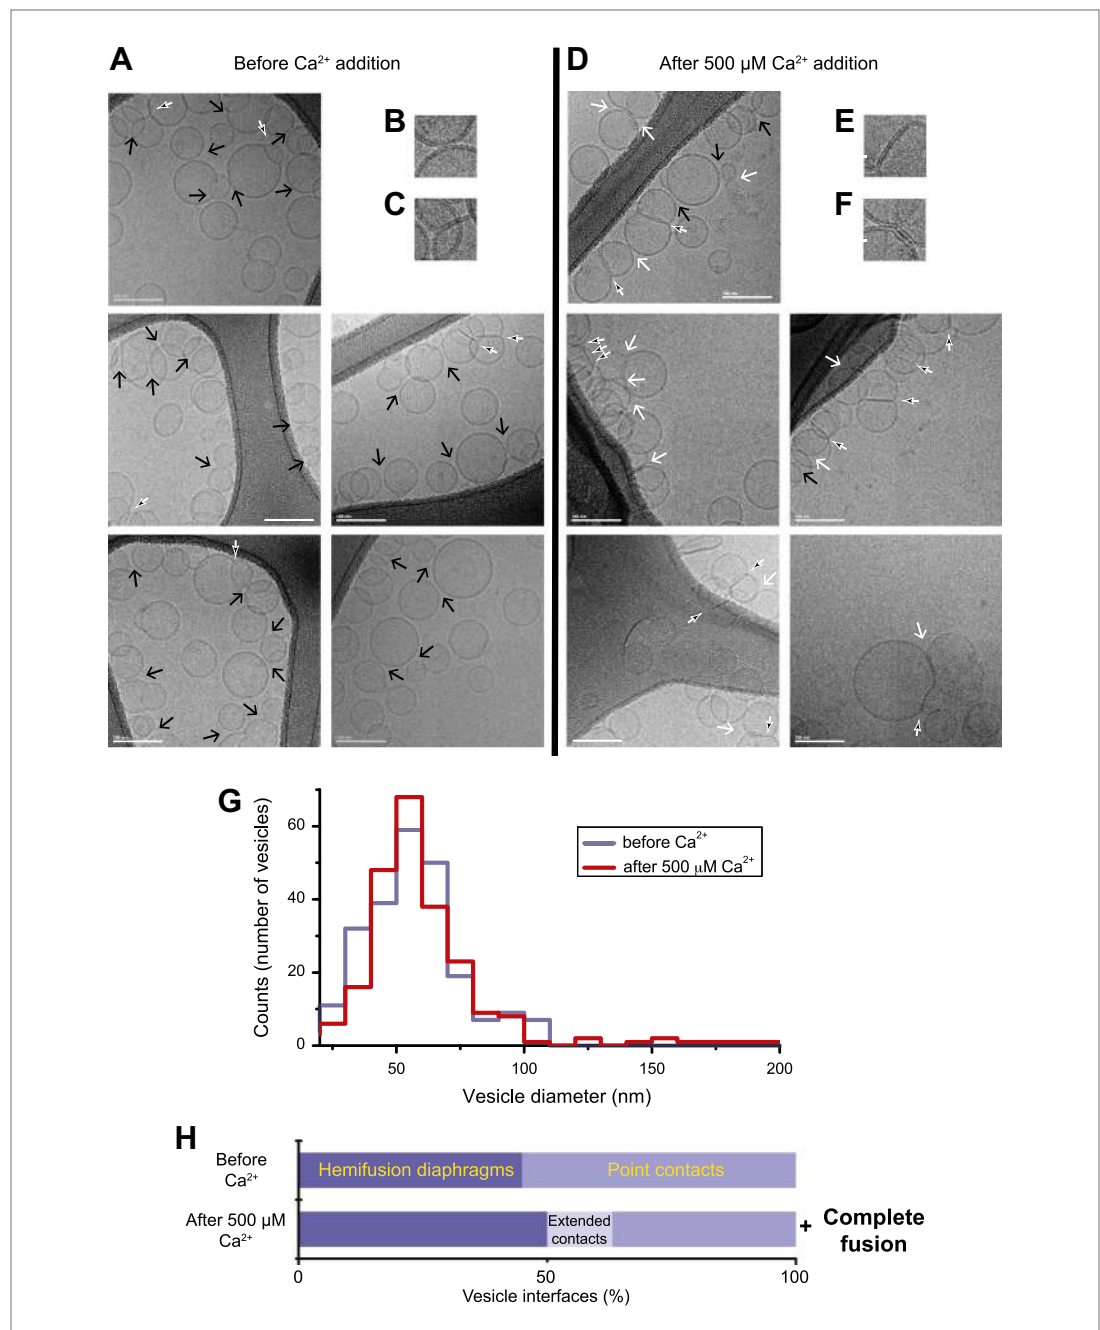 A
Before Ca²⁺ addition
D
After 500 μM Ca²⁺ addition
B
C
E
F
G
Counts (number of vesicles)
60
40
20
0
50
100
150
200
Vesicle diameter (nm)
before Ca²⁺
after 500 μM Ca²⁺
H
Before
Ca²⁺
Hemifusion diaphragms
Point contacts
After 500 μM
Ca²⁺
Extended
contacts
+ Complete
fusion
0
50
100
Vesicle interfaces (%)